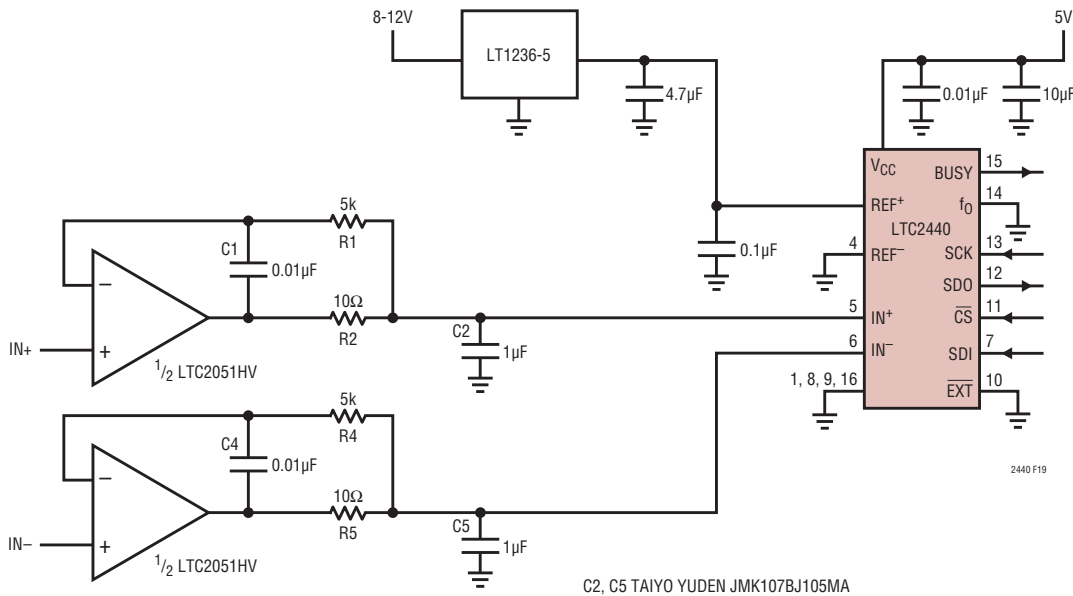 8-12V
5V
LT1236-5
4.7µF
0.01µF
10µF
VCC
BUSY
15
REF+
fO
14
LTC2440
0.1µF
4
REF−
SCK
13
SDO
12
5
IN+
CS
11
6
IN−
SDI
7
1, 8, 9, 16
EXT
10
2440 F19
5k
R1
C1
0.01µF
−
10Ω
R2
C2
1µF
IN+
+
1/2 LTC2051HV
5k
R4
C4
0.01µF
−
10Ω
R5
C5
1µF
IN−
+
1/2 LTC2051HV
C2, C5 TAIYO YUDEN JMK107BJ105MA